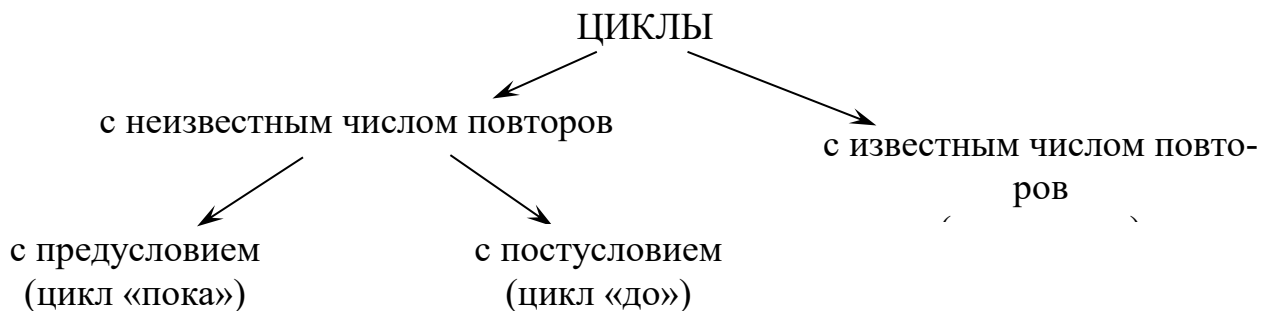 ЦИКЛЫ
с неизвестным числом повторов
с известным числом повто-
ров
с предусловием
(цикл «пока»)
с постусловием
(цикл «до»)